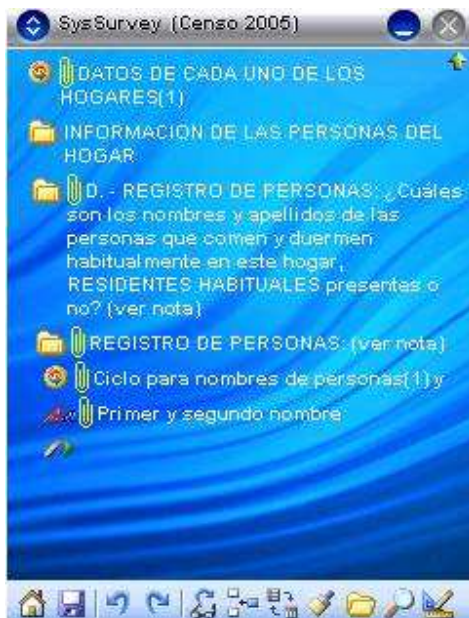 SysSurvey (Censo 2005)
DATOS DE CADA UNO DE LOS
HOGARES(1)
INFORMACION DE LAS PERSONAS DEL
HOGAR
D. - REGISTRO DE PERSONAS: ¿Cuáles
son los nombres y apellidos de las
personas que comen y duermen
habitualmente en este hogar,
RESIDENTES HABITUALES presentes o
no? (ver nota)
REGISTRO DE PERSONAS: (ver nota)
Ciclo para nombres de personas(1) y
Primer y segundo nombre